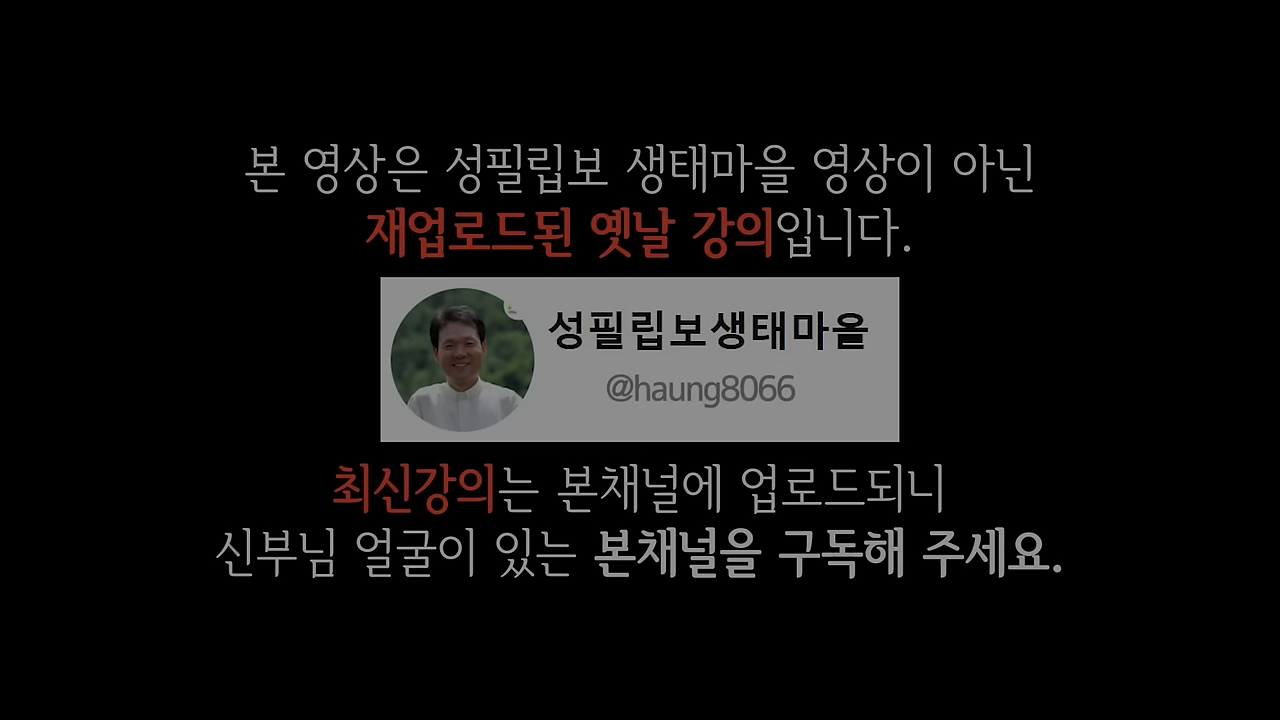 본 영상은 성필립보 생태마을 영상이 아닌
재업로드된 옛날 강의입니다.
성필립보생태마을
@haung8066
최신강의는 본채널에 업로드되니
신부님 얼굴이 있는 본채널을 구독해 주세요.